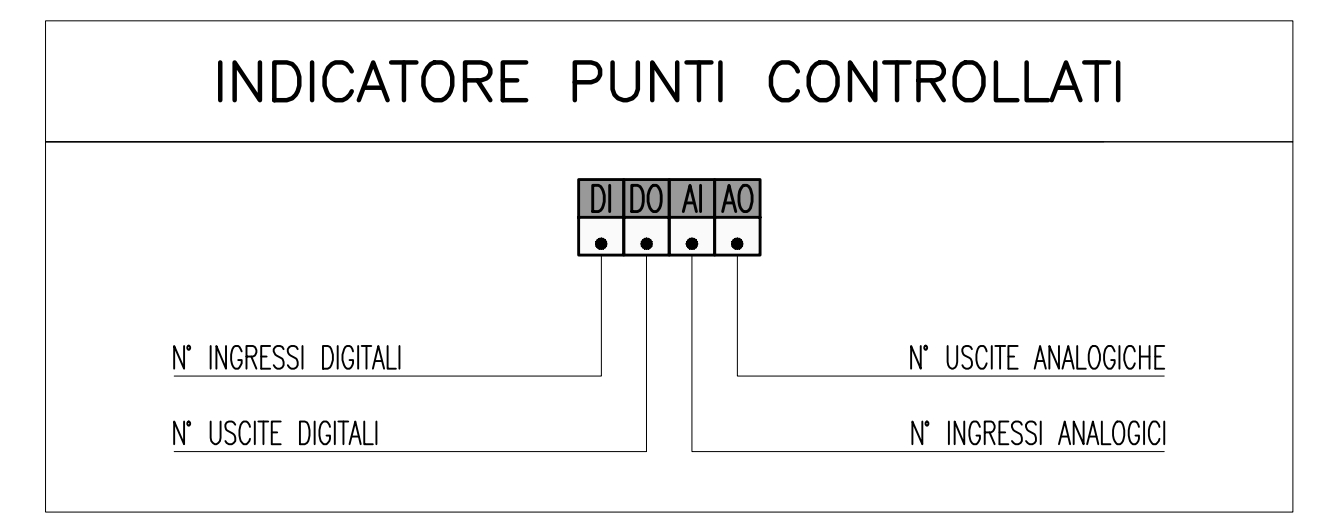 INDICATORE PUNTI CONTROLLATI
DI DO AI AO
N° INGRESSI DIGITALI
N° USCITE ANALOGICHE
N° USCITE DIGITALI
N° INGRESSI ANALOGICI